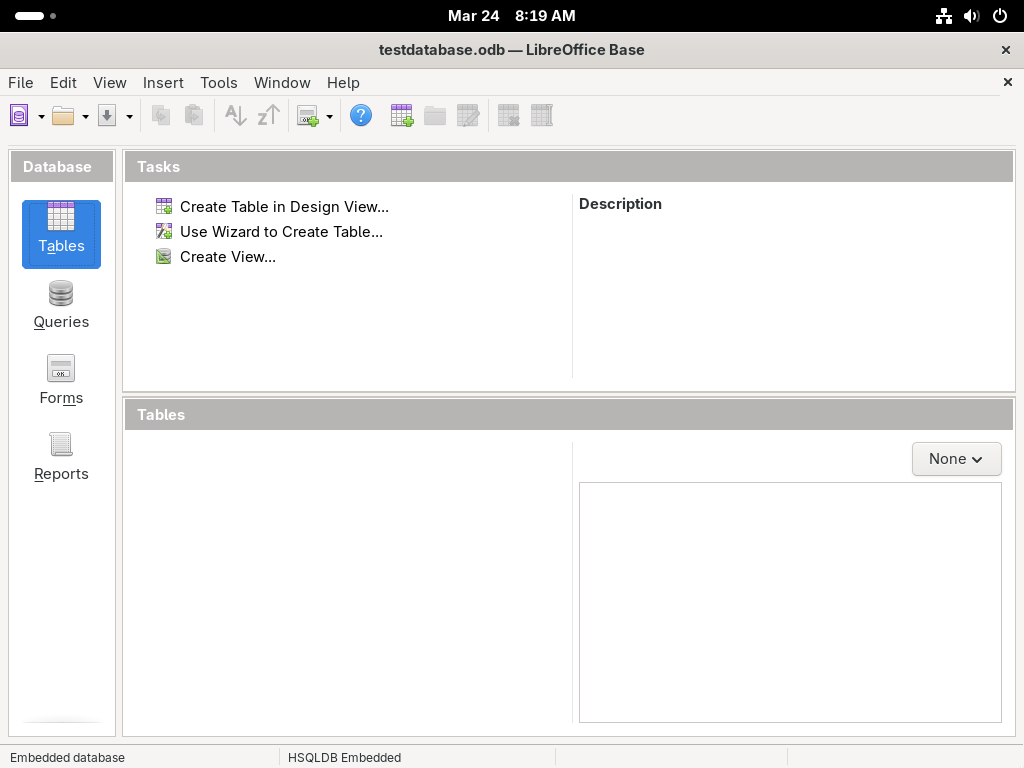 Mar 24 8:19 AM
testdatabase.odb — LibreOffice Base
File Edit View Insert Tools Window Help
Database
Tables
Queries
Forms
Reports
Tasks
Create Table in Design View...
Use Wizard to Create Table...
Create View...
Description
Tables
None
Embedded database
HSQLDB Embedded